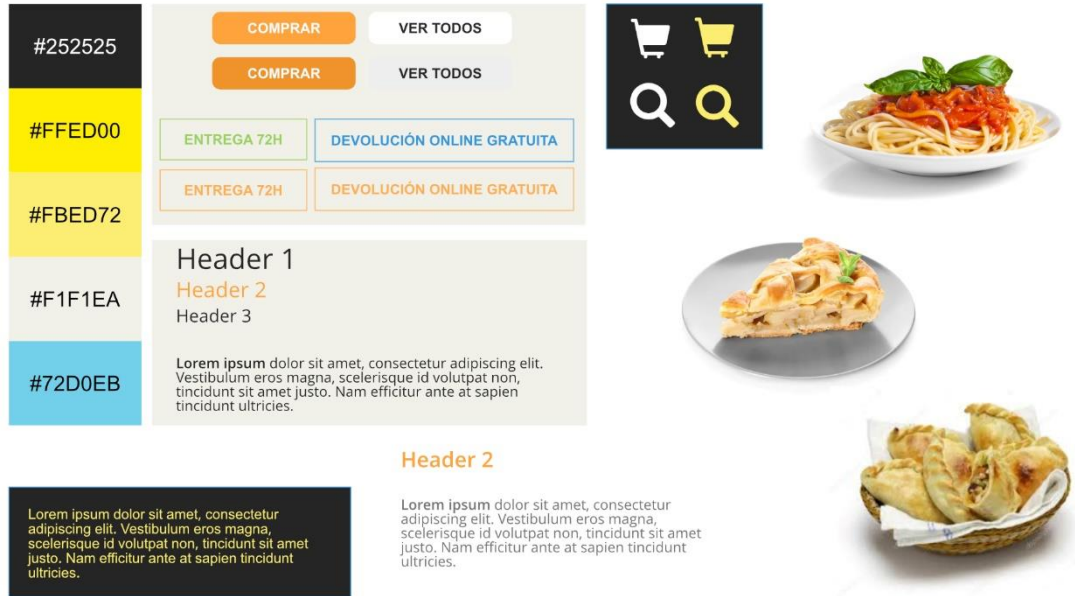 #252525
#FFED00
#FBED72
#F1F1EA
#72D0EB
COMPRAR
VER TODOS
COMPRAR
VER TODOS
ENTREGA 72H
DEVOLUCIÓN ONLINE GRATUITA
ENTREGA 72H
DEVOLUCIÓN ONLINE GRATUITA
Header 1
Header 2
Header 3
Lorem ipsum dolor sit amet, consectetur adipiscing elit.
Vestibulum eros magna, scelerisque id volutpat non,
tincidunt sit amet justo. Nam efficitur ante at sapien
tincidunt ultricies.
Lorem ipsum dolor sit amet, consectetur
adipiscing elit. Vestibulum eros magna,
scelerisque id volutpat non, tincidunt sit amet
justo. Nam efficitur ante at sapien tincidunt
ultricies.
Header 2
Lorem ipsum dolor sit amet, consectetur
adipiscing elit. Vestibulum eros magna,
scelerisque id volutpat non, tincidunt sit amet
justo. Nam efficitur ante at sapien tincidunt
ultricies.